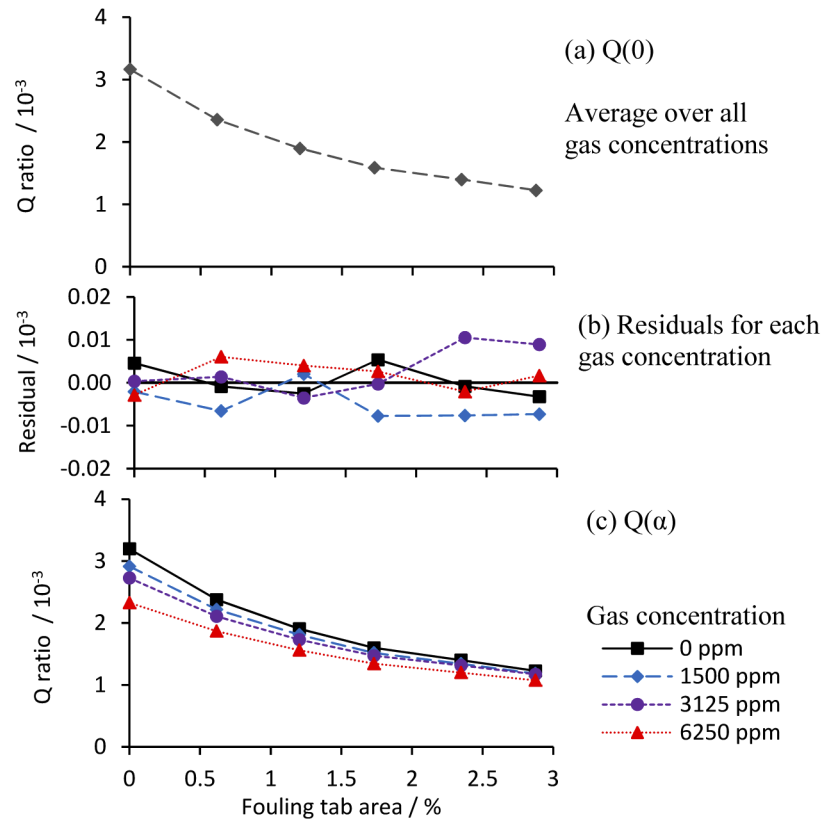 4
3
2
1
0
Q ratio / 10⁻³
(a) Q(0)
Average over all
gas concentrations
0.02
0.01
0.00
-0.01
-0.02
Residual / 10⁻³
(b) Residuals for each
gas concentration
4
3
2
1
0
Q ratio / 10⁻³
(c) Q(α)
Gas concentration
0 ppm
1500 ppm
3125 ppm
6250 ppm
0 0.5 1 1.5 2 2.5 3
Fouling tab area / %